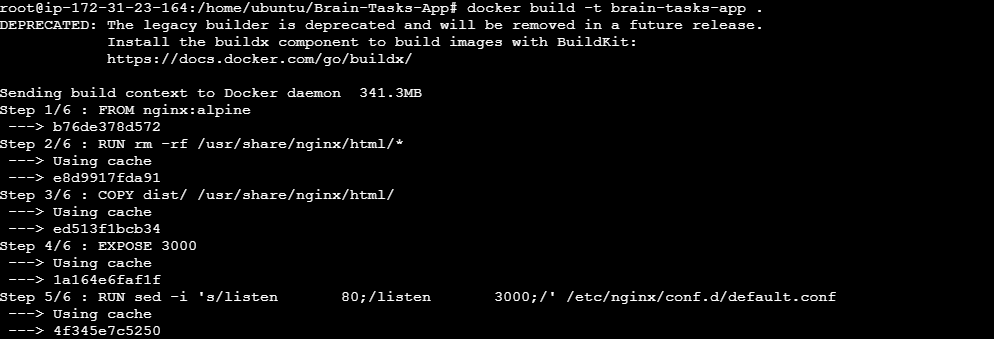 root@ip-172-31-23-164:/home/ubuntu/Brain-Tasks-App# docker build -t brain-tasks-app .
DEPRECATED: The legacy builder is deprecated and will be removed in a future release.
            Install the buildx component to build images with BuildKit:
            https://docs.docker.com/go/buildx/

Sending build context to Docker daemon  341.3MB
Step 1/6 : FROM nginx:alpine
 ---> b76de378d572
Step 2/6 : RUN rm -rf /usr/share/nginx/html/*
 ---> Using cache
 ---> e8d9917fda91
Step 3/6 : COPY dist/ /usr/share/nginx/html/
 ---> Using cache
 ---> ed513f1bcb34
Step 4/6 : EXPOSE 3000
 ---> Using cache
 ---> 1a164e6faf1f
Step 5/6 : RUN sed -i 's/listen       80;/listen       3000;/' /etc/nginx/conf.d/default.conf
 ---> Using cache
 ---> 4f345e7c5250